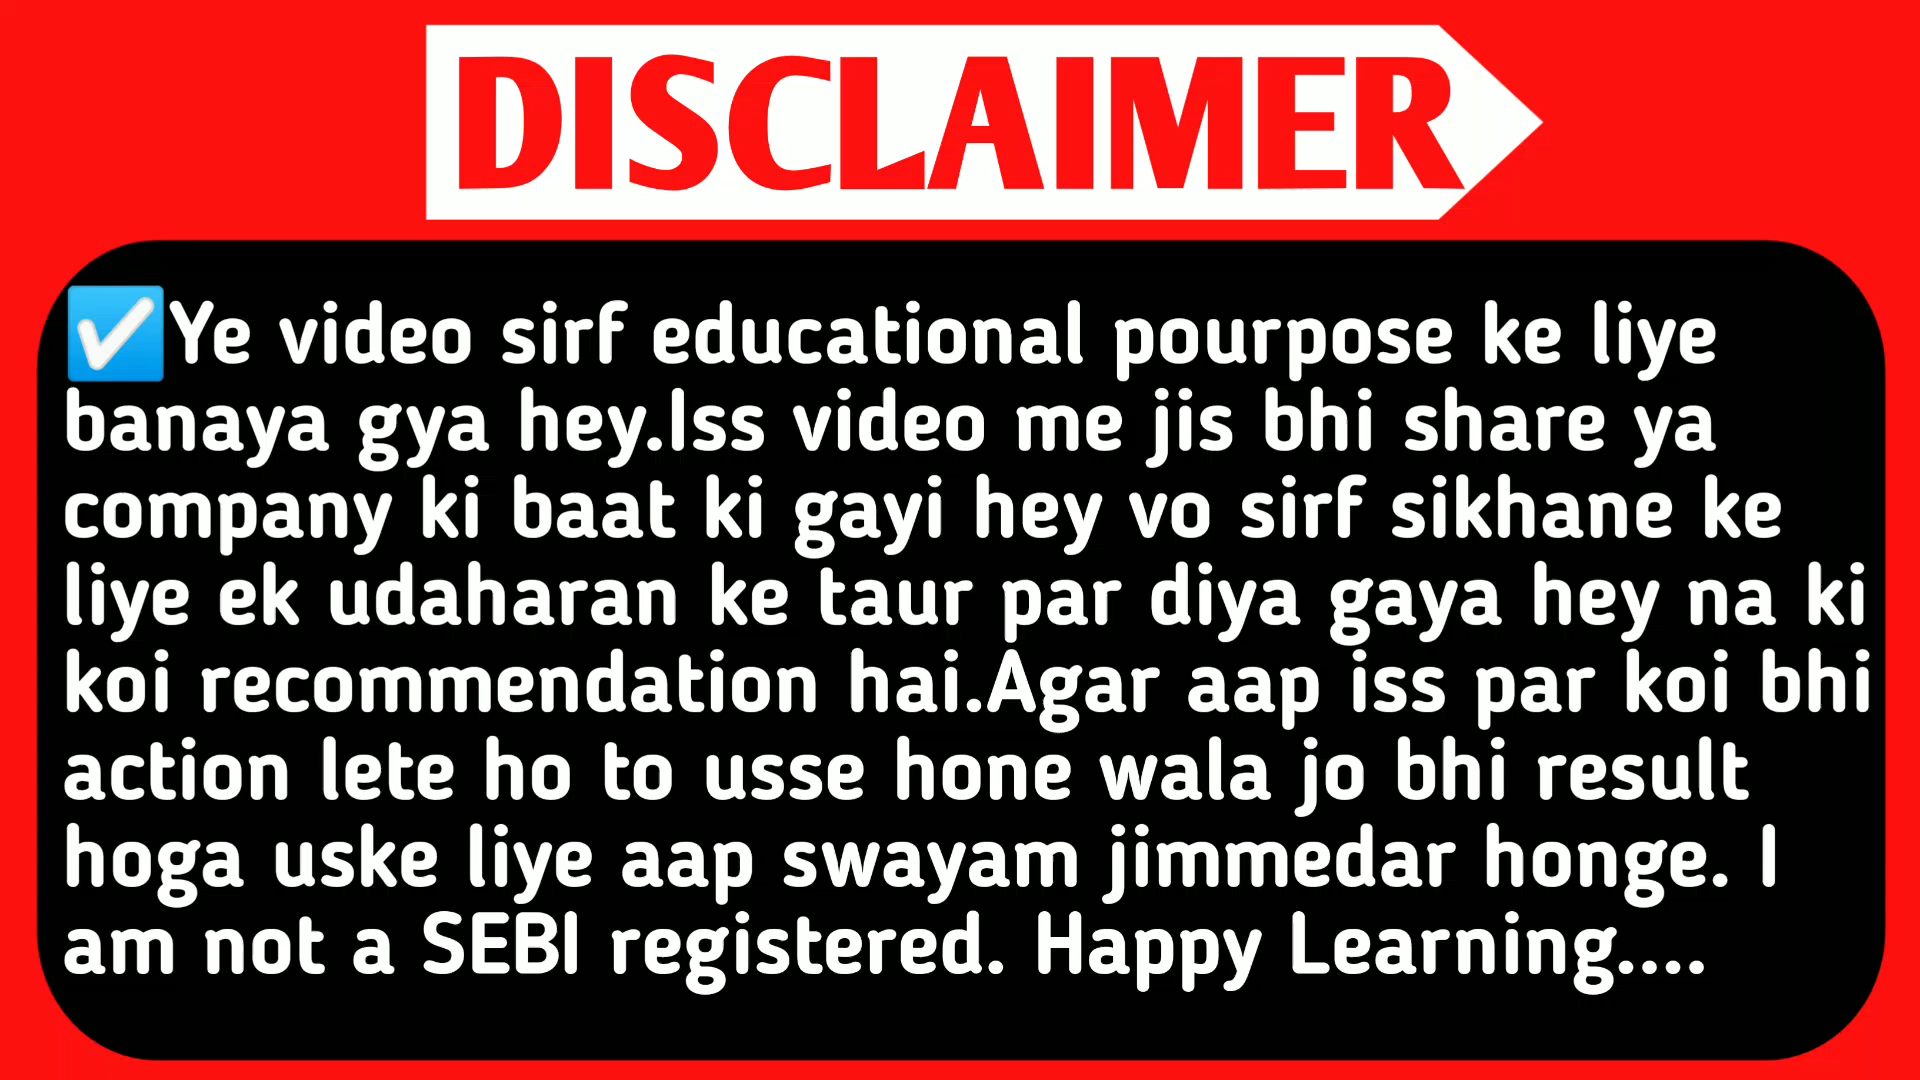 DISCLAIMER
☑Ye video sirf educational pourpose ke liye
banaya gya hey.Iss video me jis bhi share ya
company ki baat ki gayi hey vo sirf sikhane ke
liye ek udaharan ke taur par diya gaya hey na ki
koi recommendation hai.Agar aap iss par koi bhi
action lete ho to usse hone wala jo bhi result
hoga uske liye aap swayam jimmedar honge. I
am not a SEBI registered. Happy Learning....